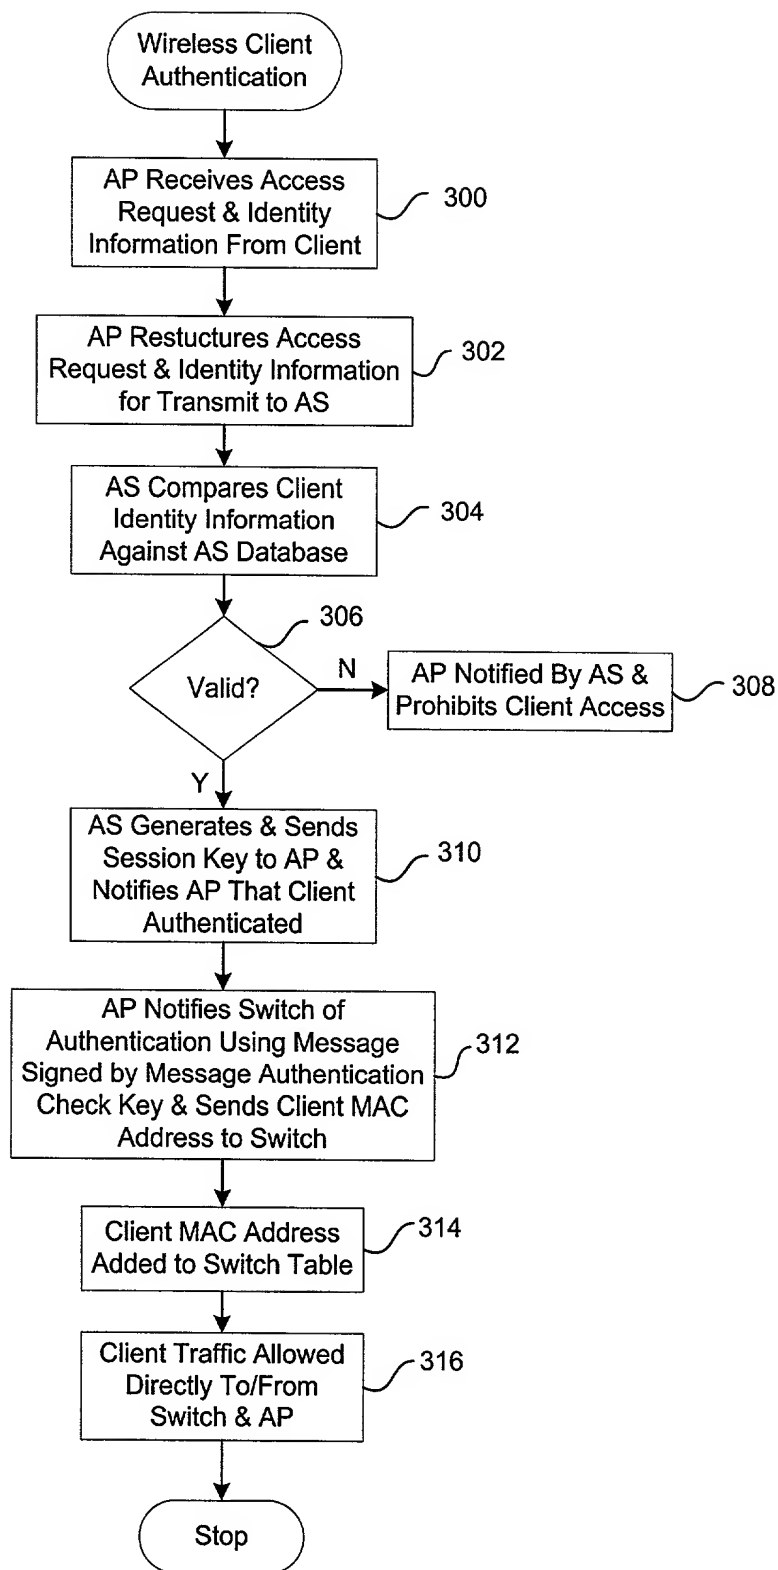 Wireless Client
Authentication
AP Receives Access
Request & Identity
Information From Client
300
AP Restuctures Access
Request & Identity Information
for Transmit to AS
302
AS Compares Client
Identity Information
Against AS Database
304
306
Valid?
N
AP Notified By AS &
Prohibits Client Access
308
Y
AS Generates & Sends
Session Key to AP &
Notifies AP That Client
Authenticated
310
AP Notifies Switch of
Authentication Using Message
Signed by Message Authentication
Check Key & Sends Client MAC
Address to Switch
312
Client MAC Address
Added to Switch Table
314
Client Traffic Allowed
Directly To/From
Switch & AP
316
Stop